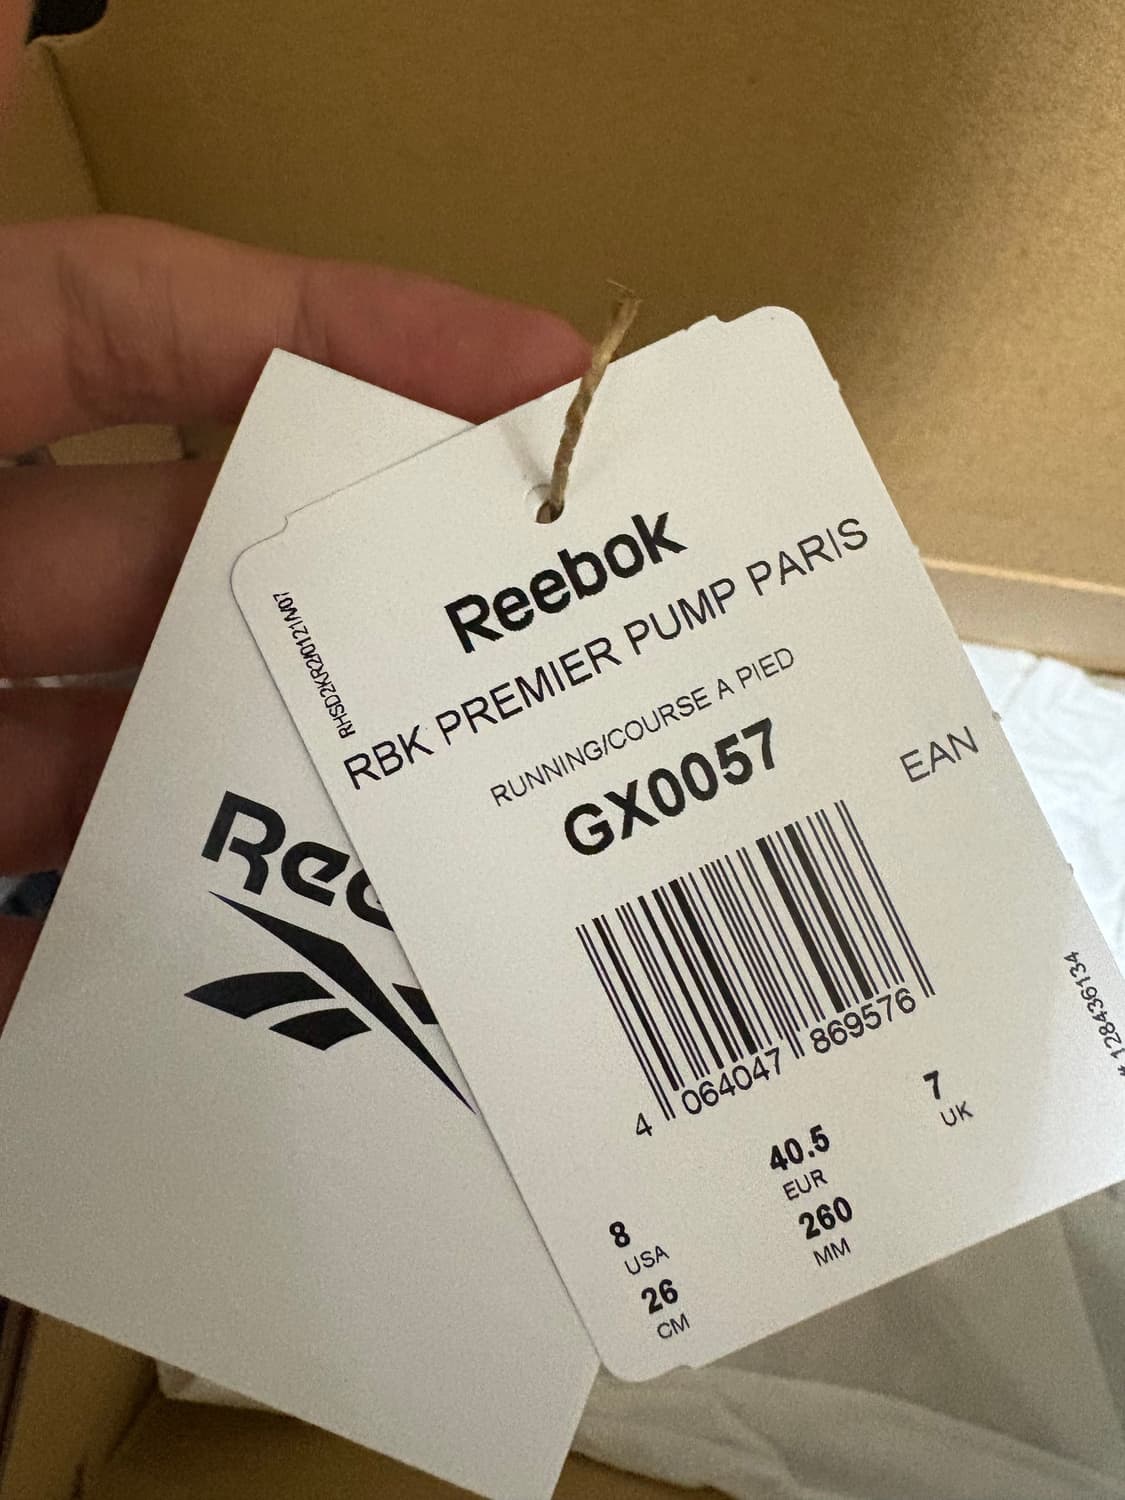 Reebok
RBK PREMIER PUMP PARIS
RUNNING/COURSE A PIED
GX0057
EAN
4 064047 869576
7
UK
40.5
EUR
8
USA
260
MM
26
CM
Ree